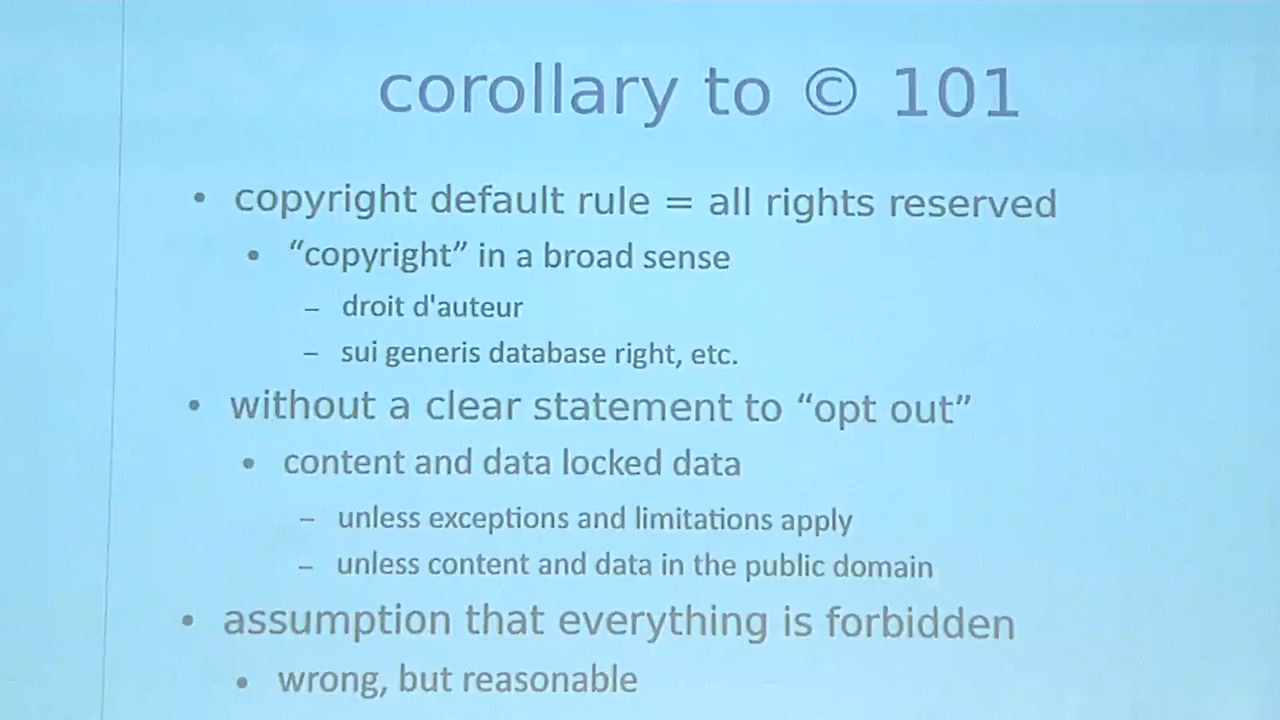 corollary to © 101
• copyright default rule = all rights reserved
• “copyright” in a broad sense
– droit d'auteur
– sui generis database right, etc.
• without a clear statement to “opt out”
• content and data locked data
– unless exceptions and limitations apply
– unless content and data in the public domain
• assumption that everything is forbidden
• wrong, but reasonable